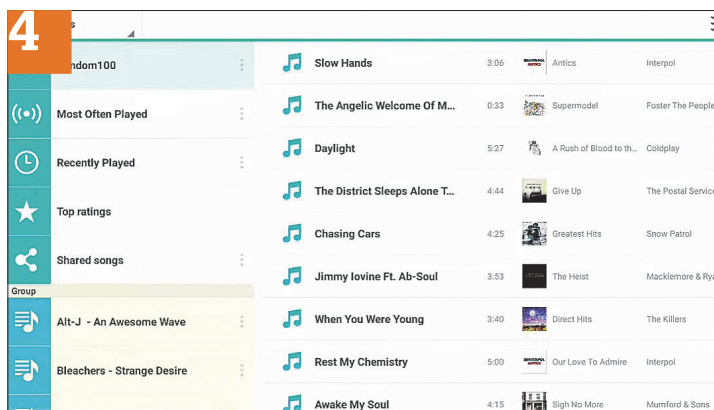 4
s
ndom100
Most Often Played
Recently Played
Top ratings
Shared songs
Group
Alt-J - An Awesome Wave
Bleachers - Strange Desire
Slow Hands 3:06 Antics Interpol
The Angelic Welcome Of M... 0:33 Supermodel Foster The People
Daylight 5:27 A Rush of Blood to th... Coldplay
The District Sleeps Alone T... 4:44 Give Up The Postal Service
Chasing Cars 4:25 Greatest Hits Snow Patrol
Jimmy Iovine Ft. Ab-Soul 3:53 The Heist Macklemore & Rya
When You Were Young 3:40 Direct Hits The Killers
Rest My Chemistry 5:00 Our Love To Admire Interpol
Awake My Soul 4:15 Sigh No More Mumford & Sons